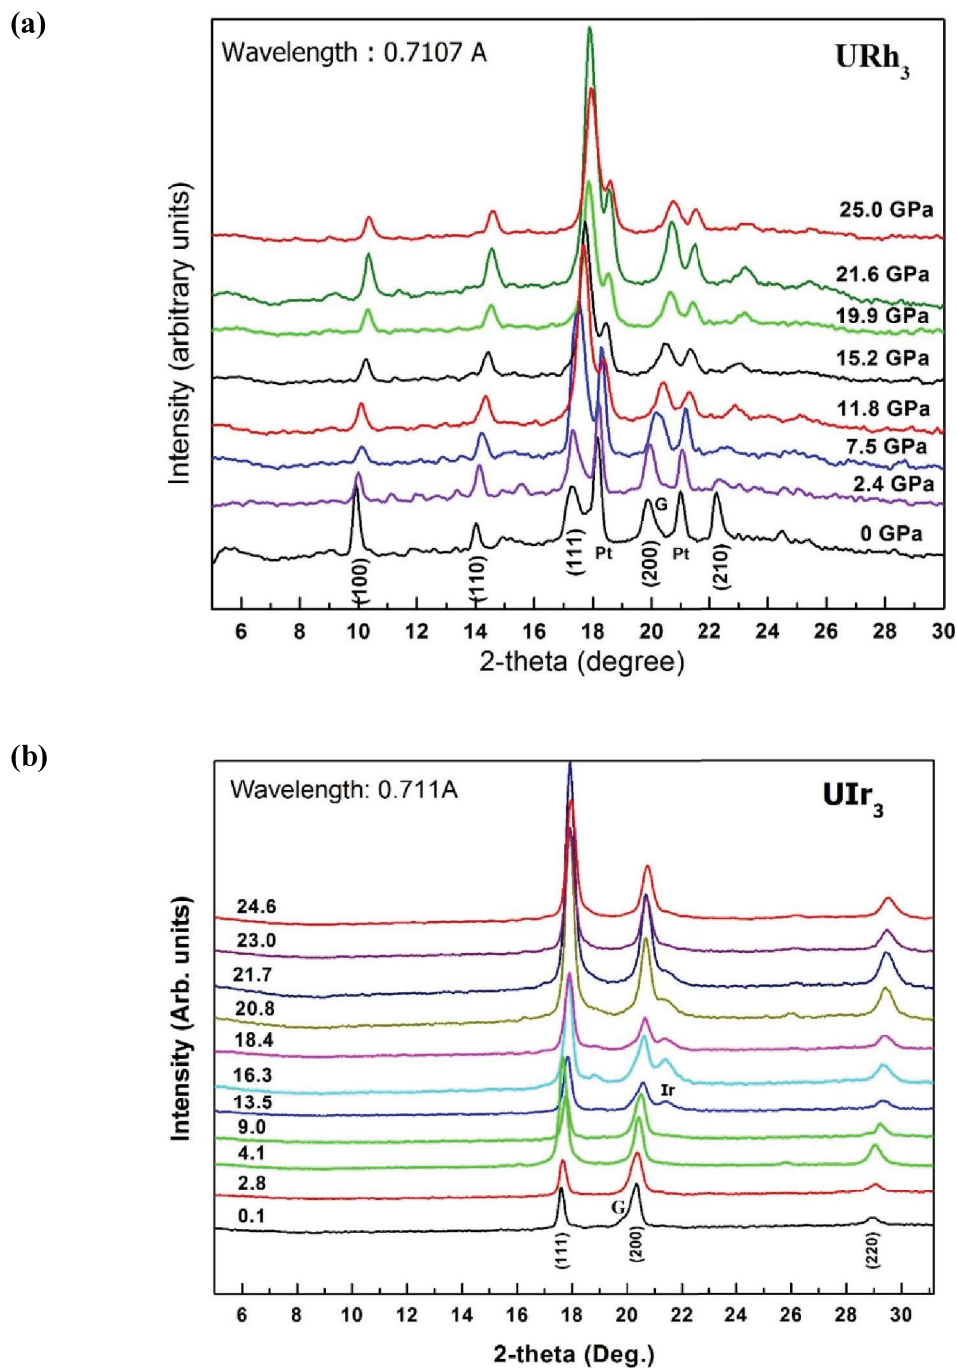 (a)
Wavelength : 0.7107 A
URh3
Intensity (arbitrary units)
25.0 GPa
21.6 GPa
19.9 GPa
15.2 GPa
11.8 GPa
7.5 GPa
2.4 GPa
0 GPa
(100)
(110)
(111)
Pt
(200)
G
Pt
(210)
6 8 10 12 14 16 18 20 22 24 26 28 30
2-theta (degree)
(b)
Wavelength: 0.711A
UIr3
Intensity (Arb. units)
24.6
23.0
21.7
20.8
18.4
16.3
13.5
9.0
4.1
2.8
0.1
Ir
G
(111)
(200)
(220)
6 8 10 12 14 16 18 20 22 24 26 28 30
2-theta (Deg.)